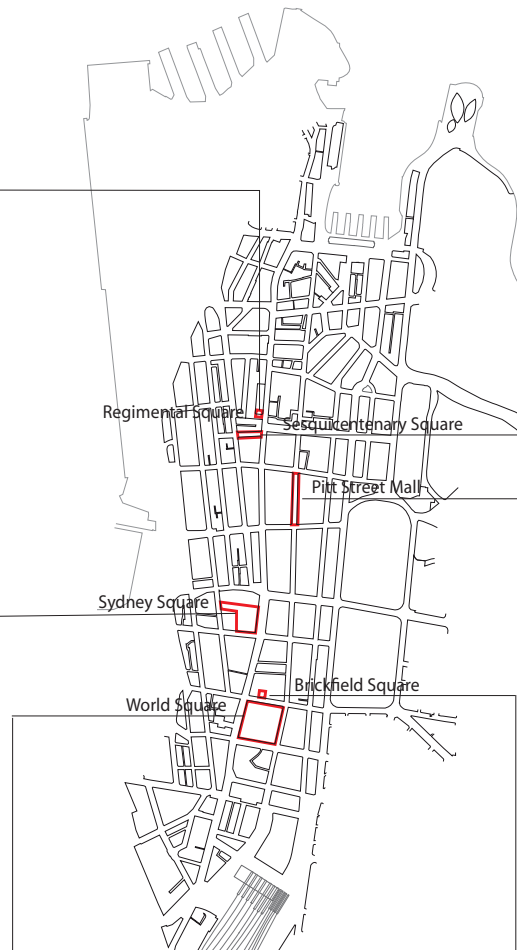 Regimental Square
Sesquicentenary Square
Pitt Street Mall
Sydney Square
Brickfield Square
World Square